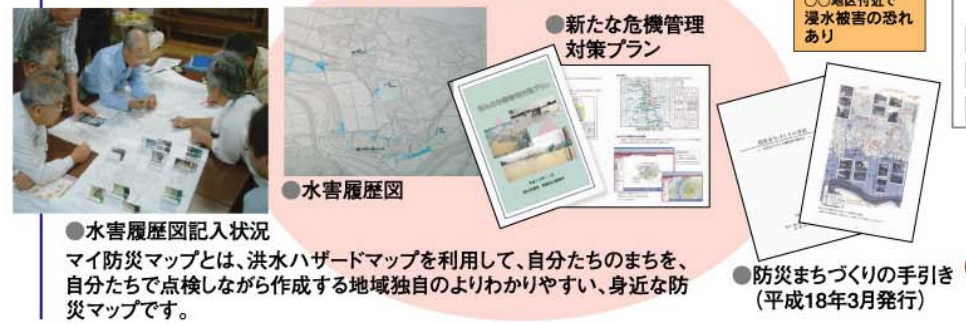 ●新たな危機管理
対策プラン
○○地区付近で
浸水被害の恐れ
あり
●水害履歴図
●水害履歴図記入状況
マイ防災マップとは、洪水ハザードマップを利用して、自分たちのまちを、
自分たちで点検しながら作成する地域独自のよりわかりやすい、身近な防
災マップです。
●防災まちづくりの手引き
(平成18年3月発行)